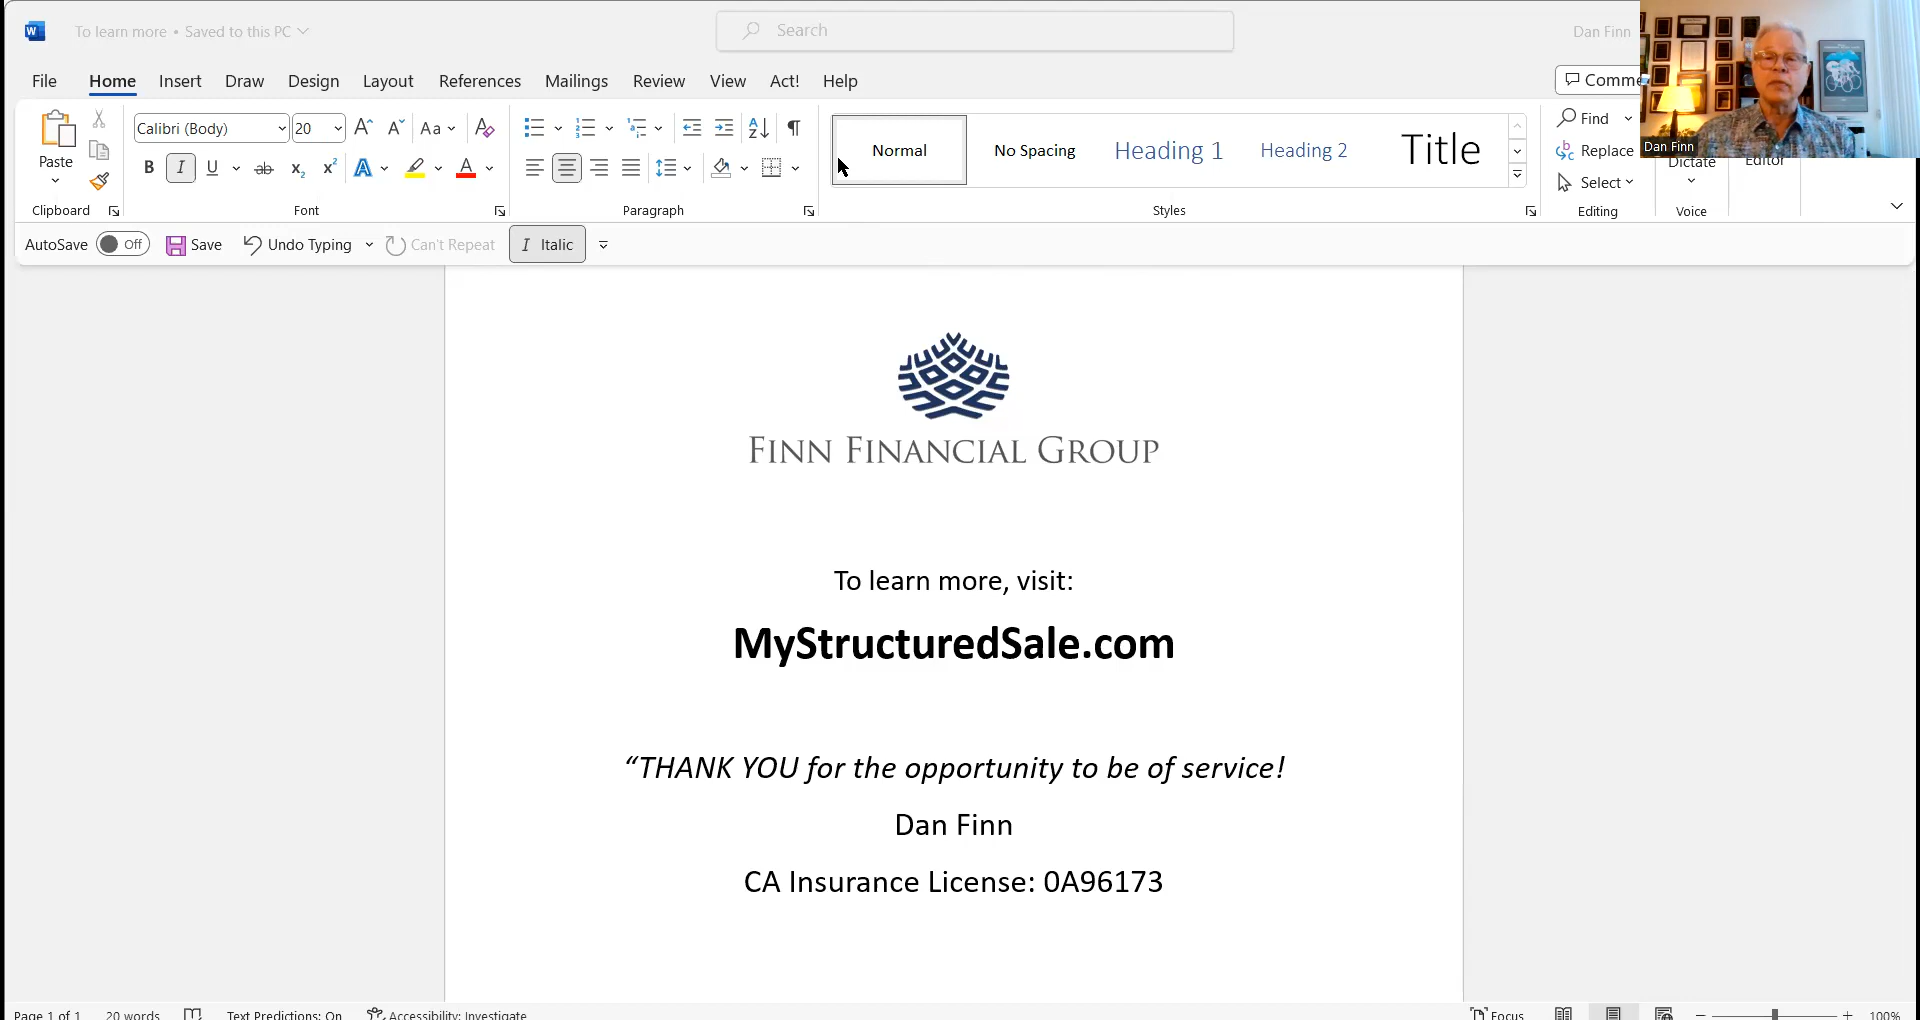 To learn more • Saved to this PC
Search
Dan Finn
File Home Insert Draw Design Layout References Mailings Review View Act! Help
Comme
Paste
Calibri (Body) 20
Aa
Normal
No Spacing
Heading 1
Heading 2
Title
Find
Replace
Select
Dictate
Editor
Dan Finn
Clipboard
Font
Paragraph
Styles
Editing
Voice
AutoSave Off Save Undo Typing Can't Repeat I Italic
FINN FINANCIAL GROUP
To learn more, visit:
MyStructuredSale.com
“THANK YOU for the opportunity to be of service!
Dan Finn
CA Insurance License: 0A96173
Page 1 of 1 20 words Text Predictions: On Accessibility: Investigate Focus 100%